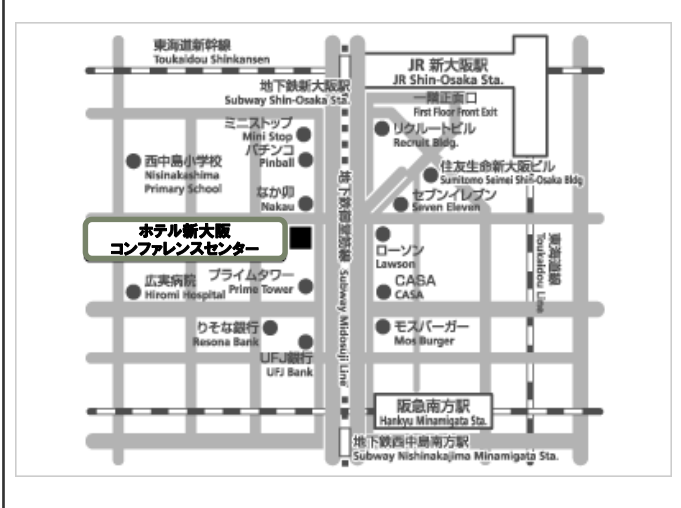 東海道新幹線
Toukaidou Shinkansen
JR 新大阪駅
JR Shin-Osaka Sta.
地下鉄新大阪駅
Subway Shin-Osaka Sta.
一階正面口
First Floor Front Exit
ミニストップ
Mini Stop
リクルートビル
Recruit Bldg.
パチンコ
Pinball
西中島小学校
Nisinakashima
Primary School
住友生命新大阪ビル
Sumitomo Seimei Shin-Osaka Bldg
なか卯
Nakau
セブンイレブン
Seven Eleven
地下鉄御堂筋線 Subway Midosuji Line
ホテル新大阪
コンファレンスセンター
ローソン
Lawson
東海道線
Toukaidou Line
広実病院
Hiromi Hospital
プライムタワー
Prime Tower
CASA
CASA
りそな銀行
Resona Bank
モスバーガー
Mos Burger
UFJ銀行
UFJ Bank
阪急南方駅
Hankyu Minamigata Sta.
地下鉄西中島南方駅
Subway Nishinakajima Minamigata Sta.